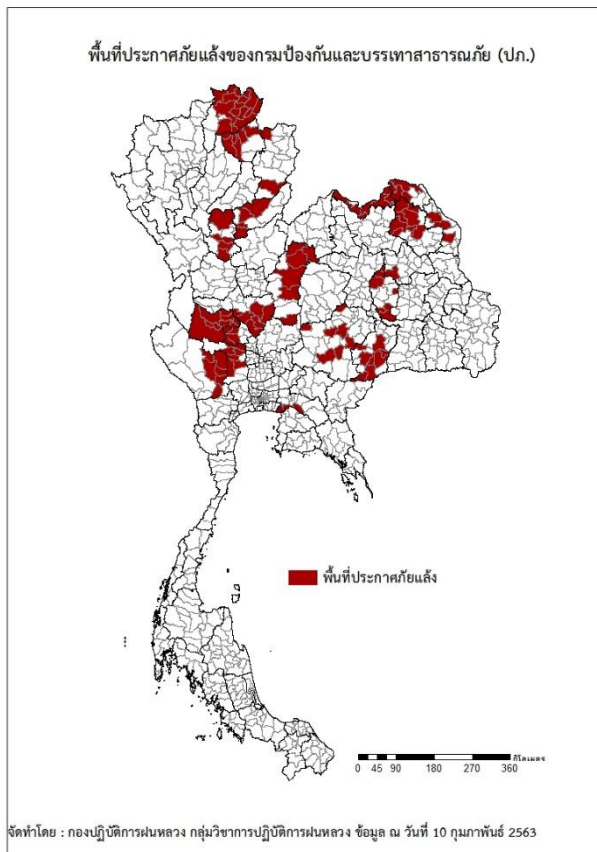 พื้นที่ประกาศภัยแล้งของกรมป้องกันและบรรเทาสาธารณภัย (ปภ.)
พื้นที่ประกาศภัยแล้ง
กิโลเมตร
0 45 90 180 270 360
จัดทำโดย : กองปฏิบัติการฝนหลวง กลุ่มวิชาการปฏิบัติการฝนหลวง ข้อมูล ณ วันที่ 10 กุมภาพันธ์ 2563